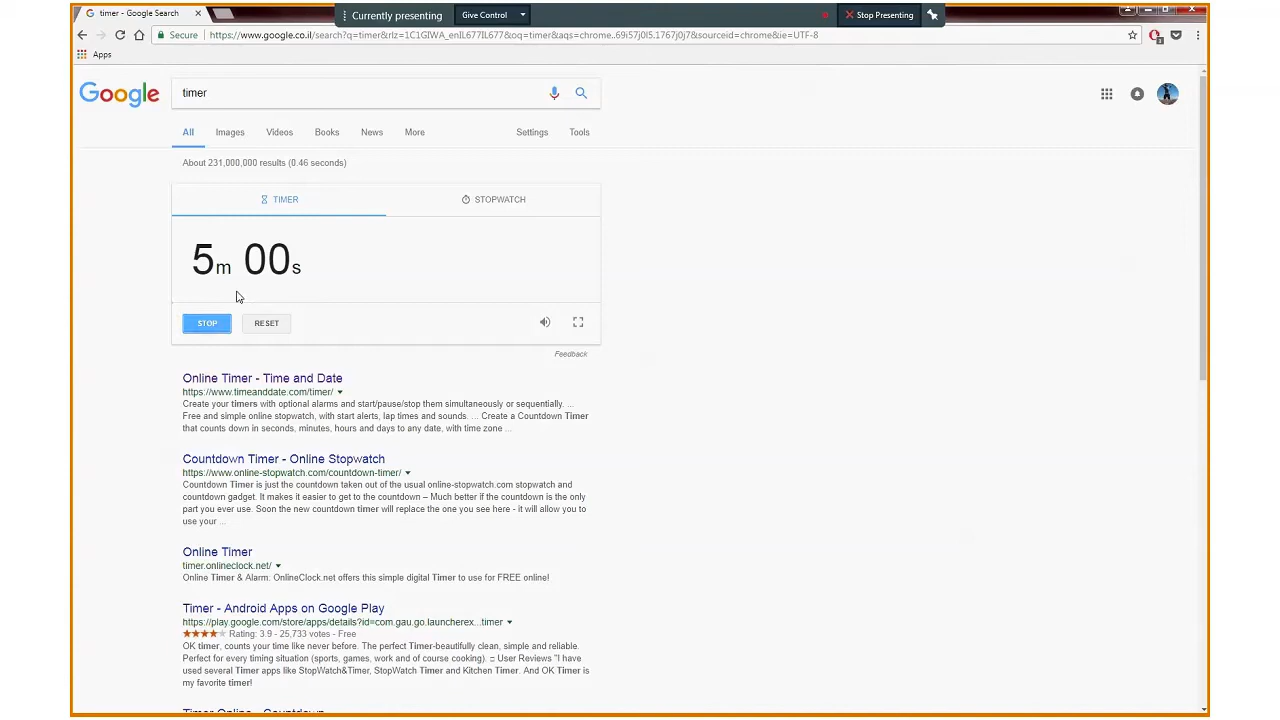 timer - Google Search
Currently presenting
Give Control
Stop Presenting
Secure
https://www.google.co.il/search?q=timer&rlz=1C1GIWA_enIL677IL677&oq=timer&aqs=chrome..69i57j0l5.1767j0j7&sourceid=chrome&ie=UTF-8
Apps
Google
timer
All Images Videos Books News More Settings Tools
About 231,000,000 results (0.46 seconds)
TIMER STOPWATCH
5m 00s
STOP RESET
Feedback
Online Timer - Time and Date
https://www.timeanddate.com/timer/
Create your timers with optional alarms and start/pause/stop them simultaneously or sequentially. ...
Free and simple online stopwatch, with start alerts, lap times and sounds. ... Create a Countdown Timer
that counts down in seconds, minutes, hours and days to any date, with time zone ...
Countdown Timer - Online Stopwatch
https://www.online-stopwatch.com/countdown-timer/
Countdown Timer is just the countdown taken out of the usual online-stopwatch.com stopwatch and
countdown gadget. It makes it easier to get to the countdown – Much better if the countdown is the only
part you ever use. Soon the new countdown timer will replace the one you see here - it will allow you to
use your ...
Online Timer
timer.onlineclock.net/
Online Timer & Alarm: OnlineClock.net offers this simple digital Timer to use for FREE online!
Timer - Android Apps on Google Play
https://play.google.com/store/apps/details?id=com.gau.go.launcherex...timer
Rating: 3.9 - 25,733 votes - Free
OK timer, counts your time like never before. The perfect Timer-beautifully clean, simple and reliable.
Perfect for every timing situation (sports, games, work and of course cooking). □ User Reviews "I have
used several Timer apps like StopWatch&Timer, StopWatch Timer and Kitchen Timer. And OK Timer is
my favorite timer!
Timer Online - Countdown